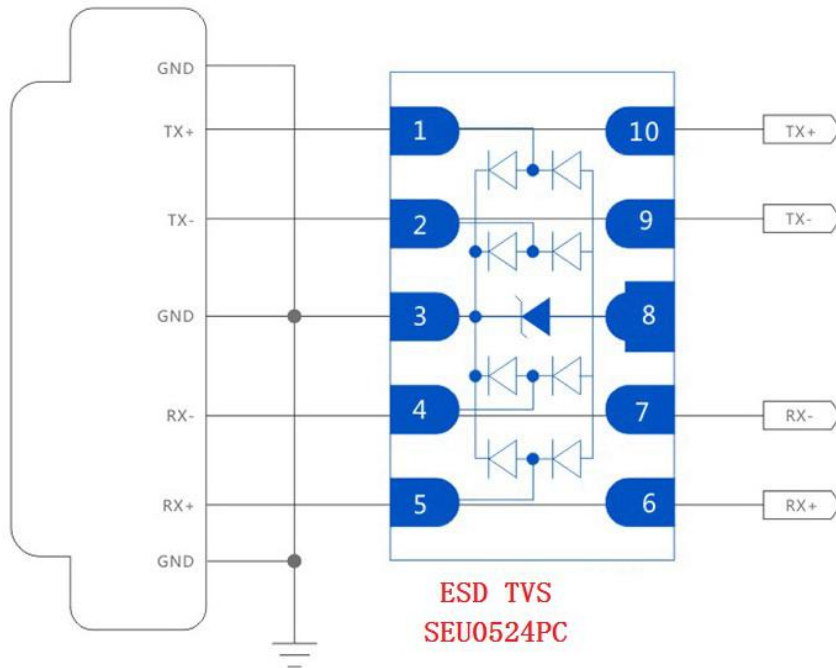 GND
TX+ 1 10 TX+
TX- 2 9 TX-
GND 3 8
RX- 4 7 RX-
RX+ 5 6 RX+
GND
ESD TVS
SEU0524PC